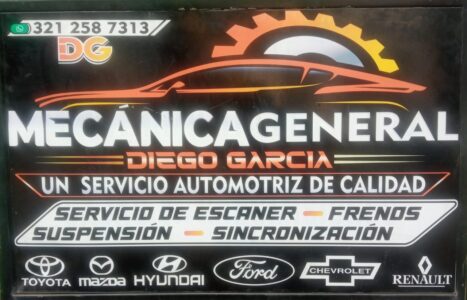 321 258 7313
DG
MECÁNICAGENERAL
DIEGO GARCIA
UN SERVICIO AUTOMOTRIZ DE CALIDAD
SERVICIO DE ESCANER - FRENOS
SUSPENSIÓN - SINCRONIZACIÓN
TOYOTA mazda HYUNDAI Ford CHEVROLET RENAULT